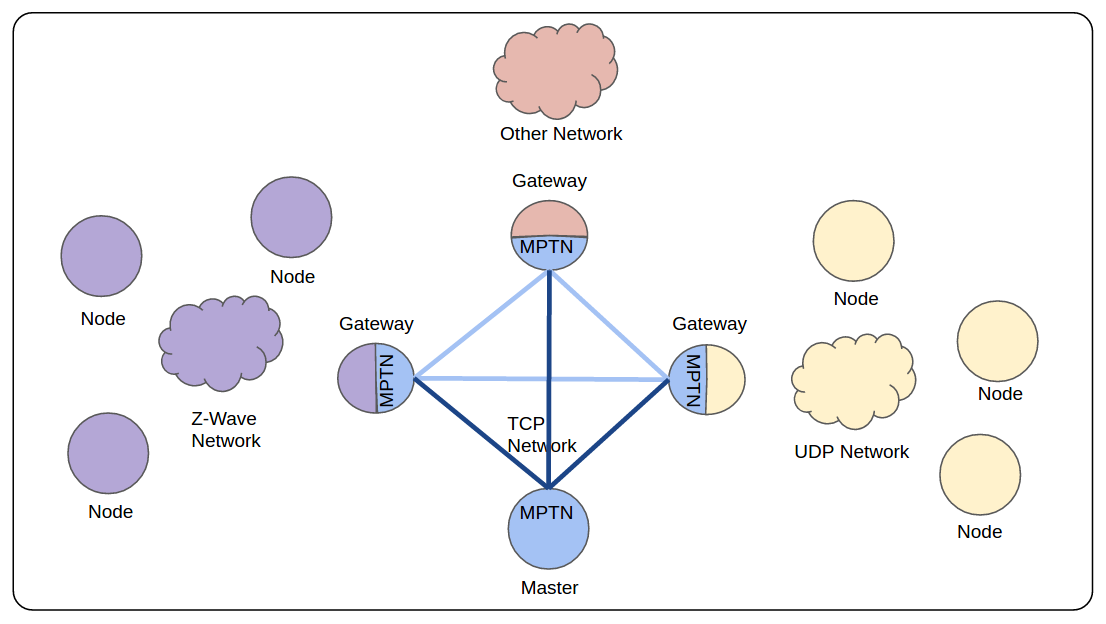 Other Network
Gateway
MPTN
Node
Node
Node
Node
Gateway
MPTN
Gateway
MPTN
Node
Z-Wave
Network
TCP
Network
UDP Network
Node
MPTN
Node
Master